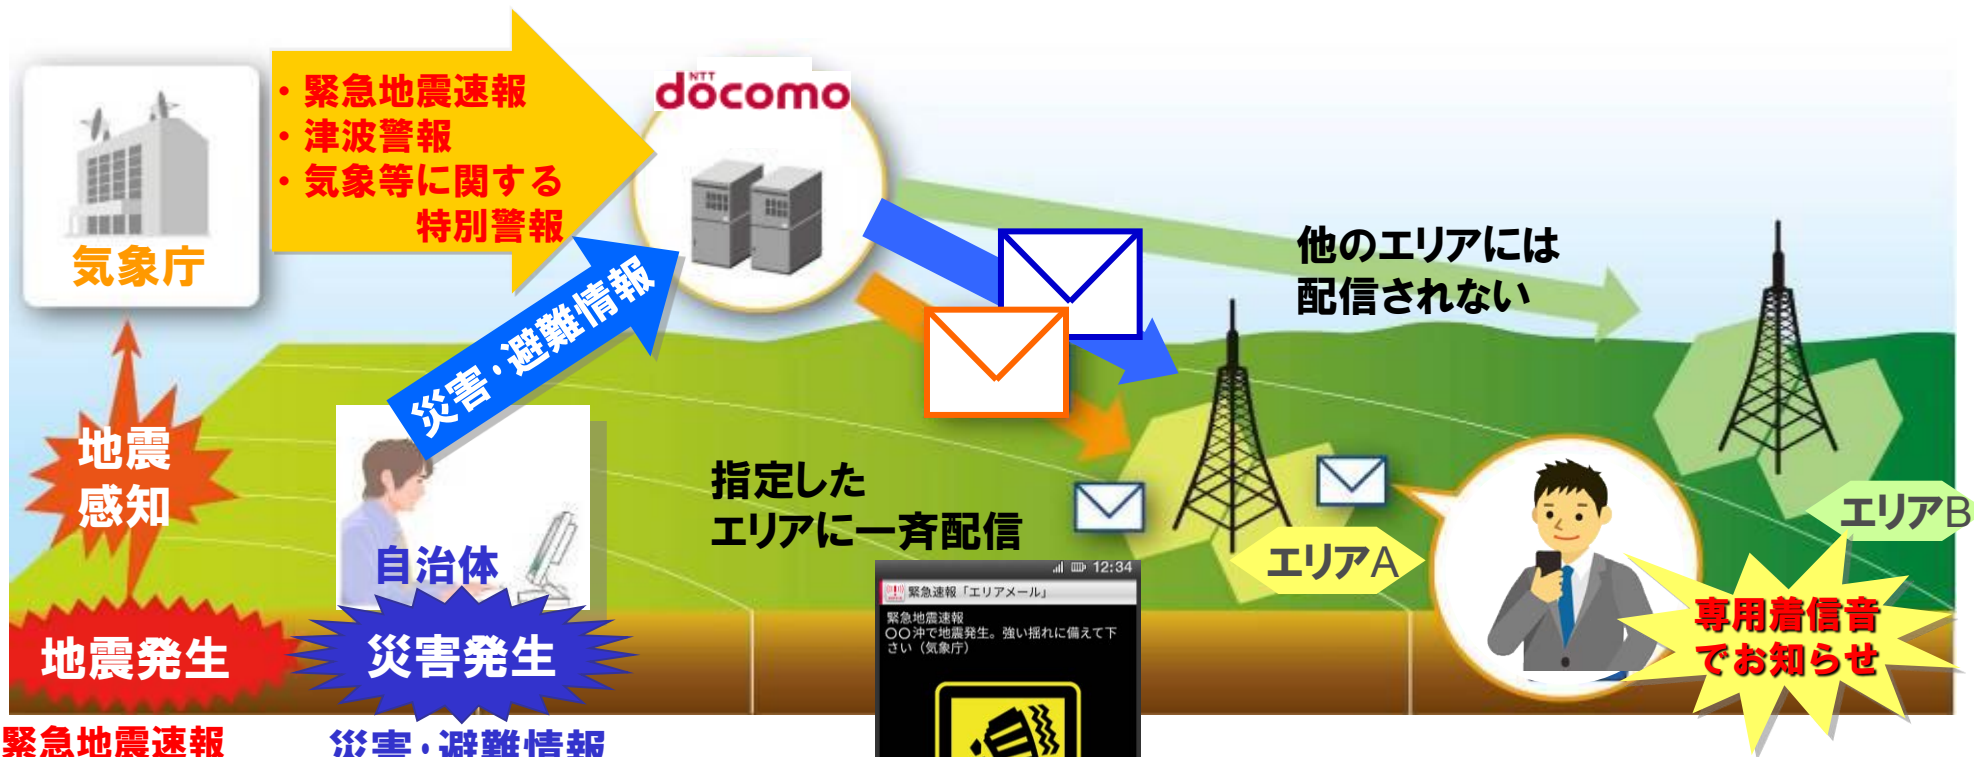 ・緊急地震速報
・津波警報
・気象等に関する
特別警報
NTT
döcomo
気象庁
災害・避難情報
他のエリアには
配信されない
地震
感知
指定した
エリアに一斉配信
自治体
エリアA
エリアB
12:34
緊急速報「エリアメール」
緊急地震速報
〇〇沖で地震発生。強い揺れに備えて下
さい（気象庁）
専用着信音
でお知らせ
地震発生
災害発生
緊急地震速報
災害・避難情報